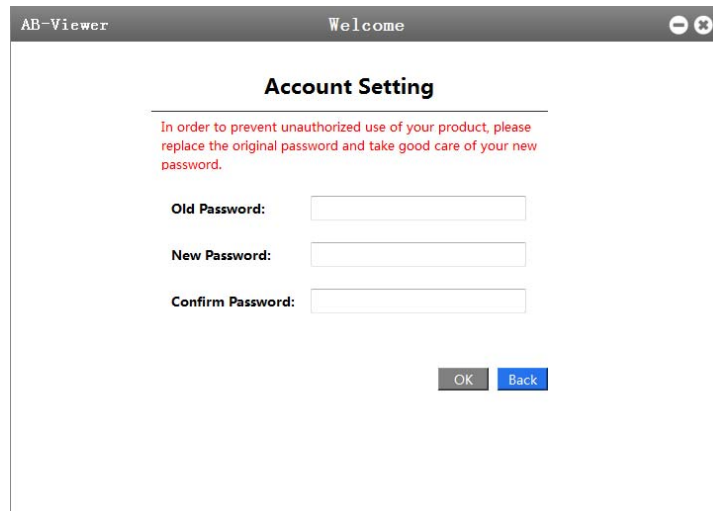 AB-Viewer Welcome
Account Setting
In order to prevent unauthorized use of your product, please
replace the original password and take good care of your new
password.
Old Password:
New Password:
Confirm Password:
OK Back